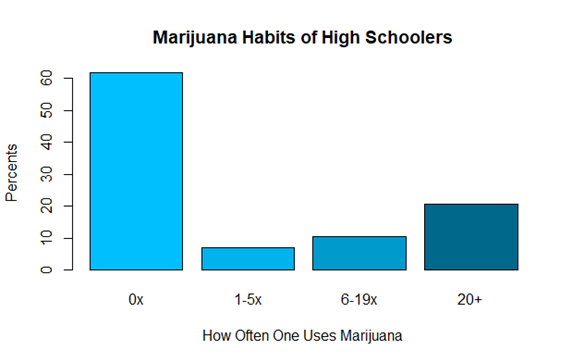 Marijuana Habits of High Schoolers
Percents
60
50
40
30
20
10
0
0x 1-5x 6-19x 20+
How Often One Uses Marijuana